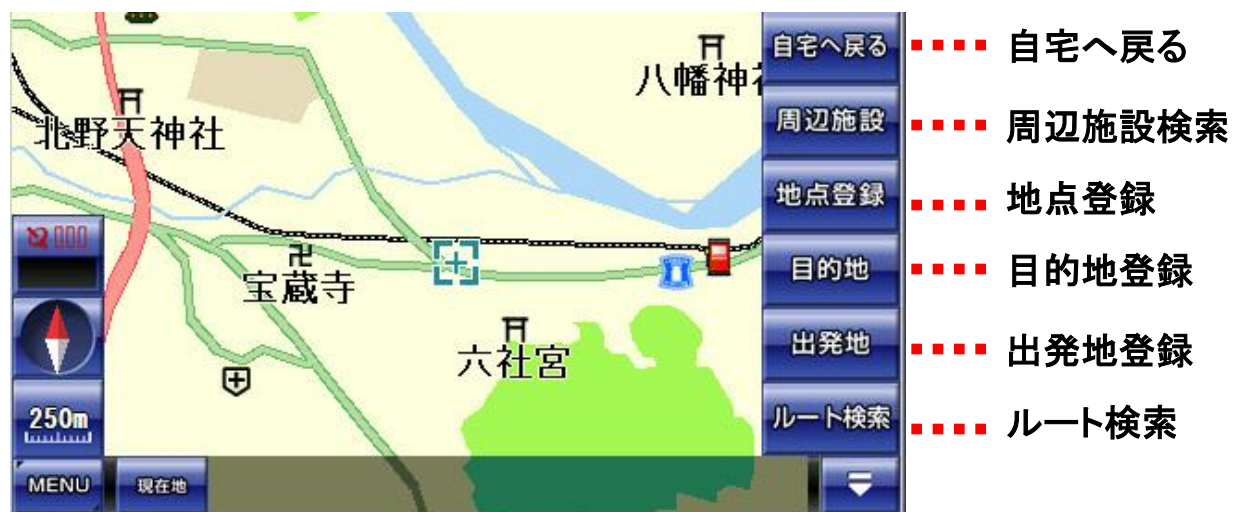 自宅へ戻る
自宅へ戻る
八幡神社
周辺施設
周辺施設検索
北野天神社
地点登録
地点登録
目的地
目的地登録
宝蔵寺
出発地
出発地登録
六社宮
ルート検索
ルート検索
250m
MENU
現在地